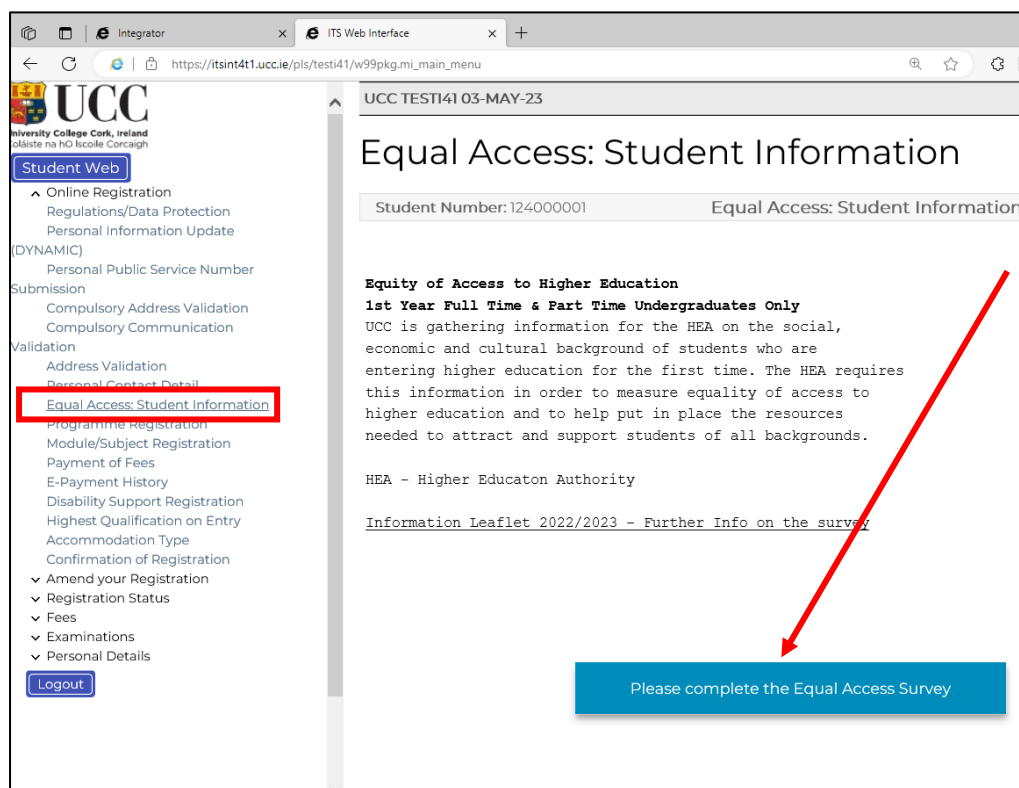 Integrator
ITS Web Interface
https://itsint4t1.ucc.ie/pls/testi41/w99pkg.mi_main_menu
UCC
niversity College Cork, Ireland
oláiste na hO lscoile Corcaigh
Student Web
Online Registration
Regulations/Data Protection
Personal Information Update
(DYNAMIC)
Personal Public Service Number
Submission
Compulsory Address Validation
Compulsory Communication
Validation
Address Validation
Personal Contact Detail
Equal Access: Student Information
Programme Registration
Module/Subject Registration
Payment of Fees
E-Payment History
Disability Support Registration
Highest Qualification on Entry
Accommodation Type
Confirmation of Registration
Amend your Registration
Registration Status
Fees
Examinations
Personal Details
Logout
UCC TESTI41 03-MAY-23
Equal Access: Student Information
Student Number: 124000001 Equal Access: Student Information
Equity of Access to Higher Education
1st Year Full Time & Part Time Undergraduates Only
UCC is gathering information for the HEA on the social,
economic and cultural background of students who are
entering higher education for the first time. The HEA requires
this information in order to measure equality of access to
higher education and to help put in place the resources
needed to attract and support students of all backgrounds.
HEA - Higher Educaton Authority
Information Leaflet 2022/2023 - Further Info on the survey
Please complete the Equal Access Survey